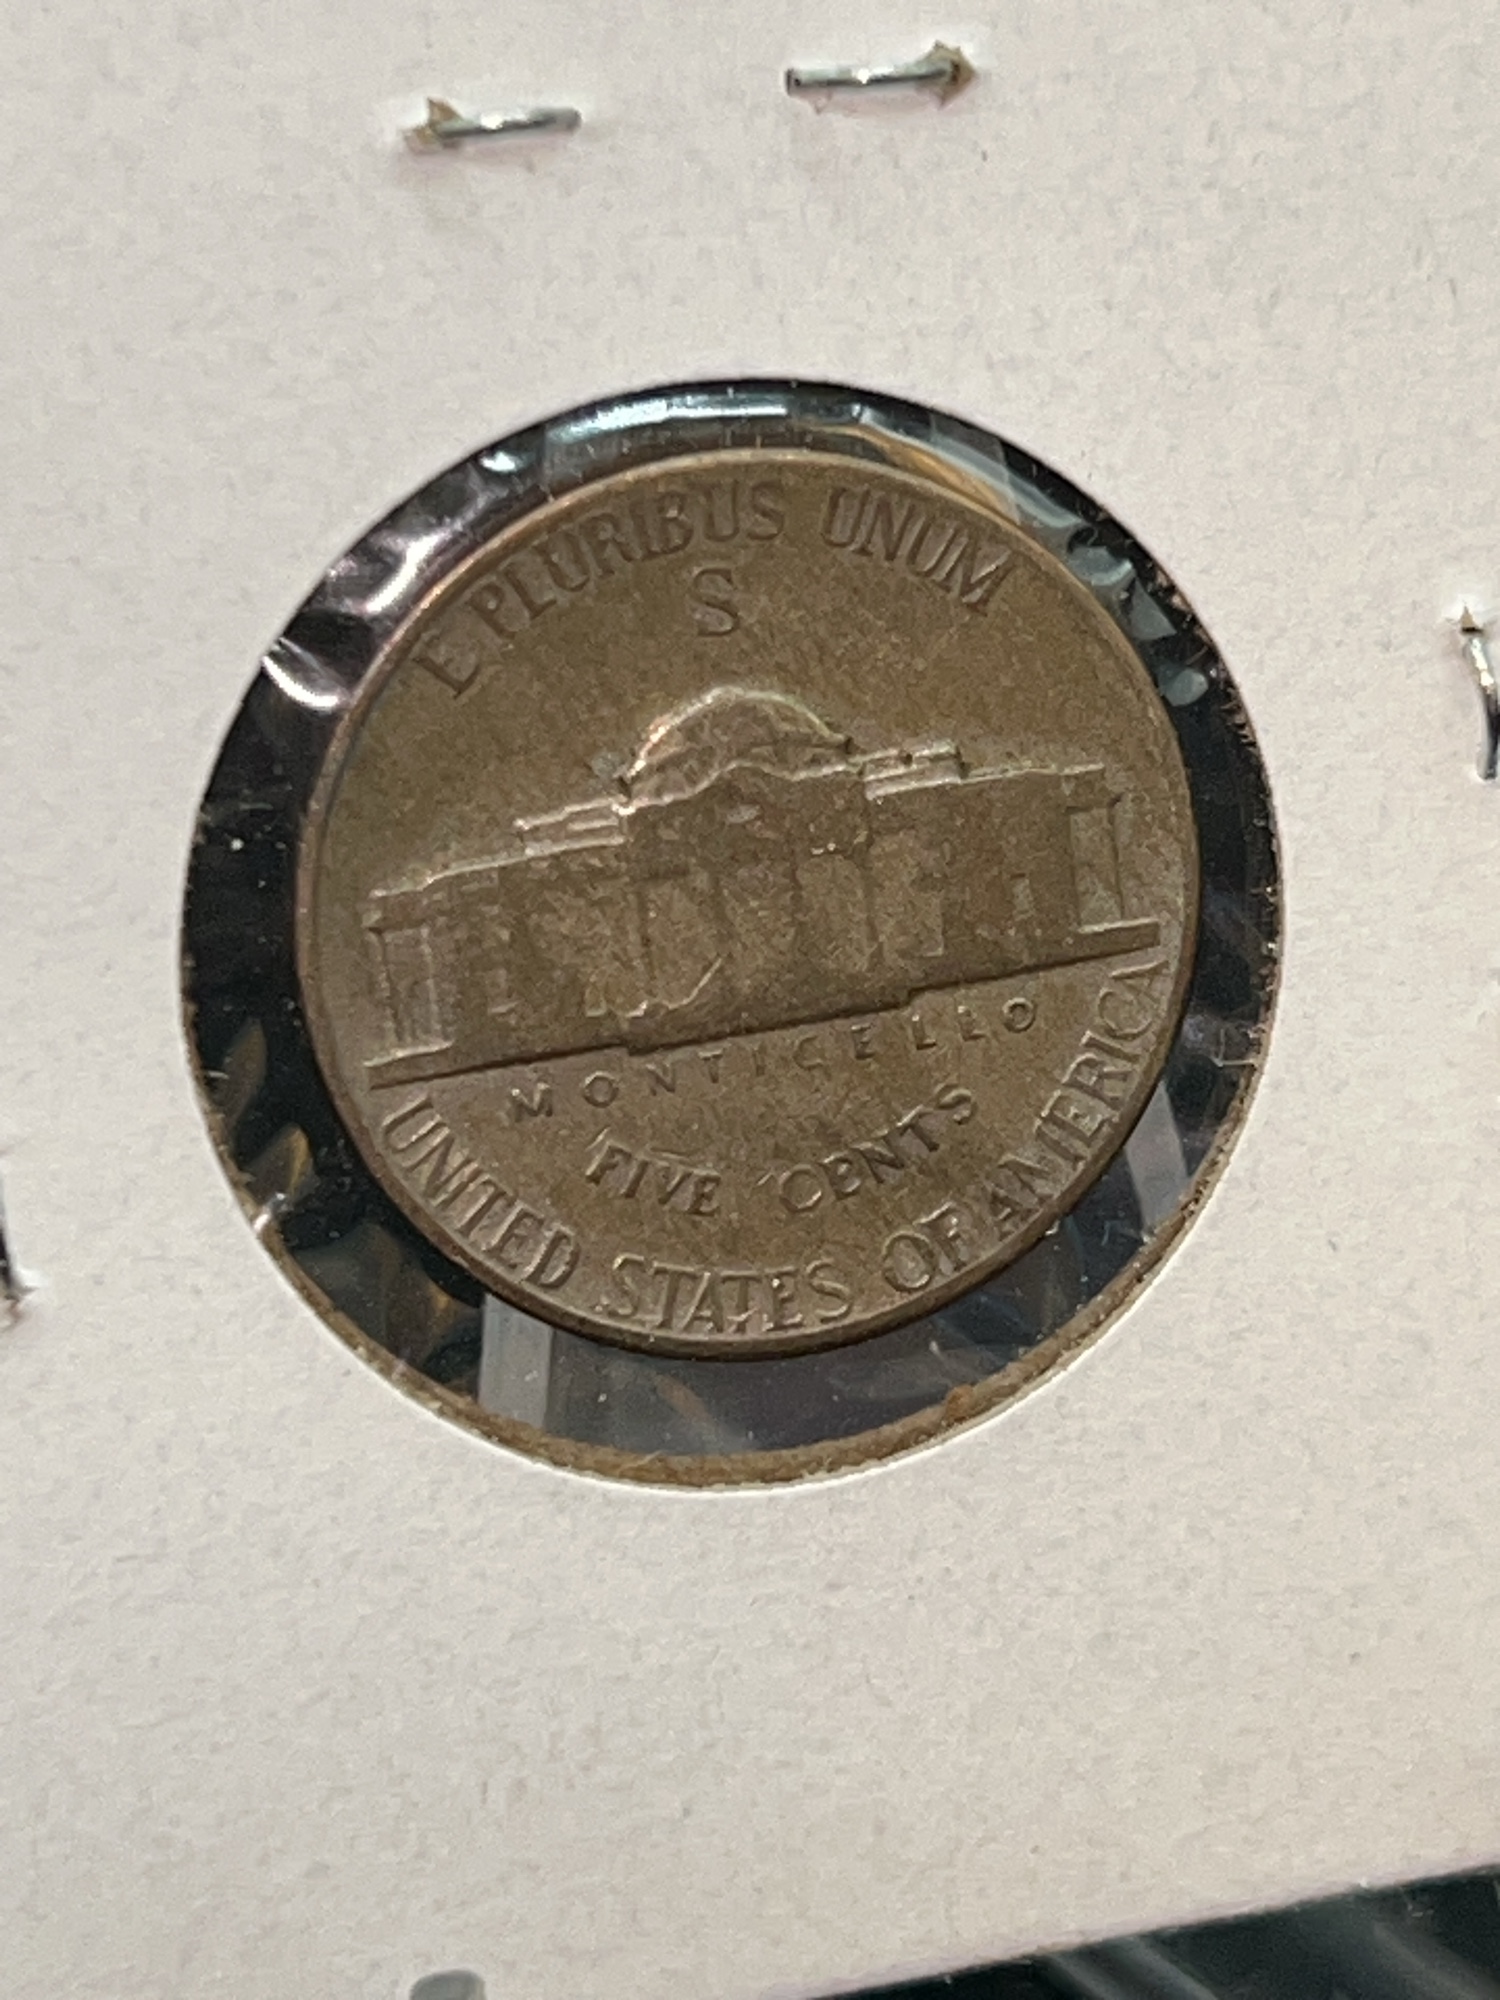 E PLURIBUS UNUM
S
MONTICELLO
FIVE CENTS
UNITED STATES OF AMERICA